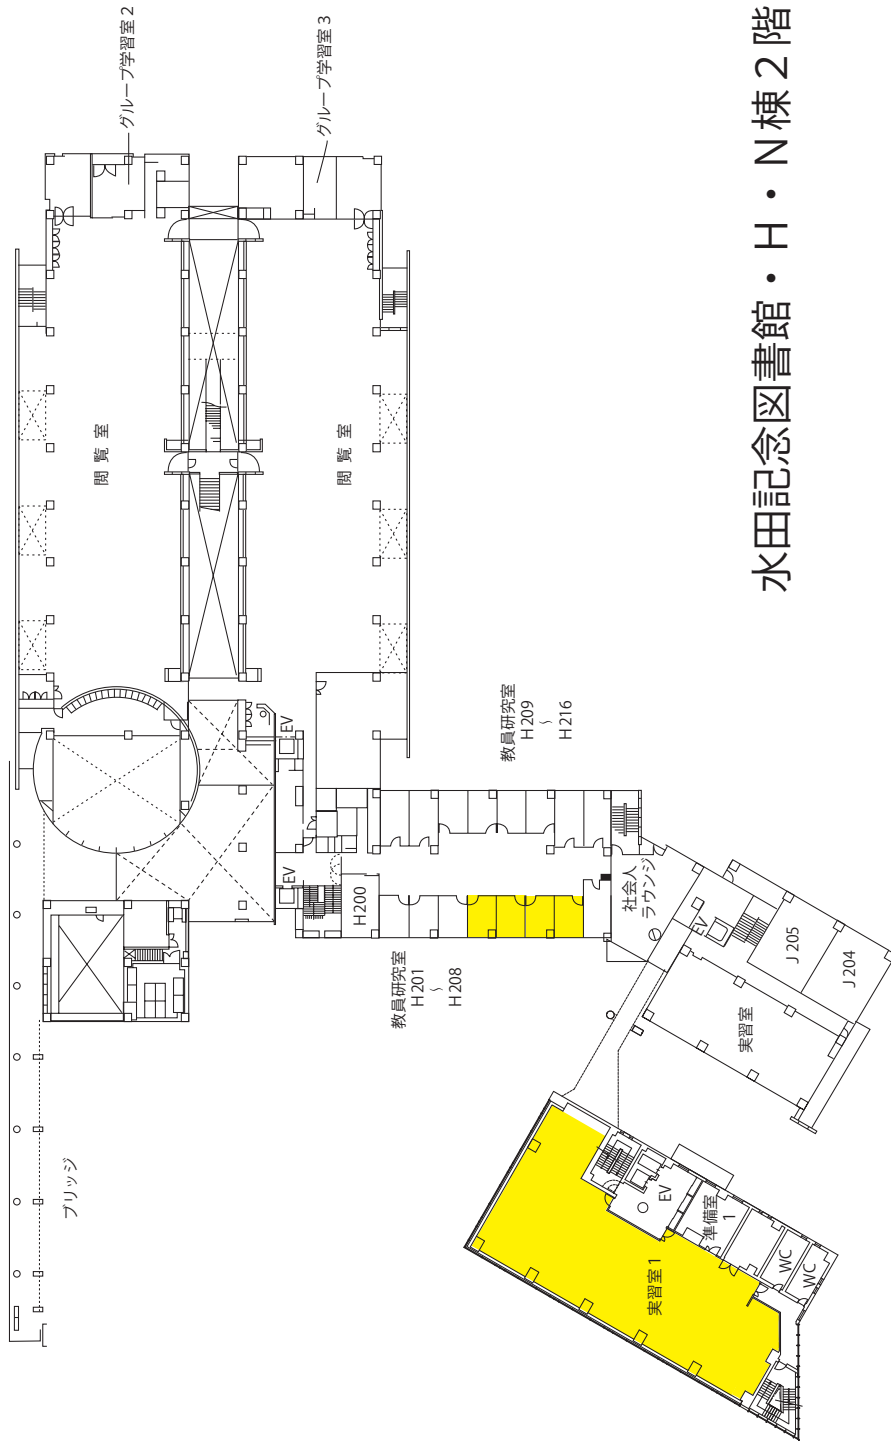 水田記念図書館・H・N棟2階
グループ学習室2
グループ学習室3
閲覧室
閲覧室
EV
EV
教員研究室
H209
～
H216
H200
教員研究室
H201
～
H208
社会人
ラウンジ
EV
J205
J204
実習室
ブリッジ
EV
準備室
1
実習室1
WC
WC